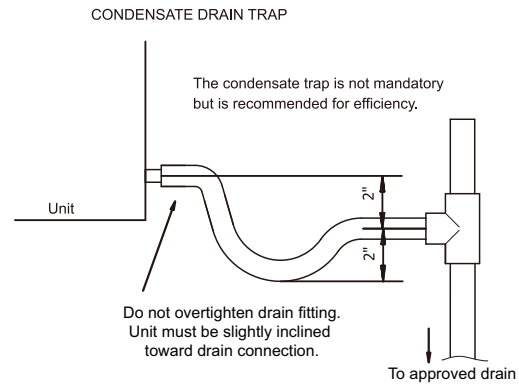 CONDENSATE DRAIN TRAP
The condensate trap is not mandatory
but is recommended for efficiency.
2"
Unit
2"
Do not overtighten drain fitting.
Unit must be slightly inclined
toward drain connection.
To approved drain